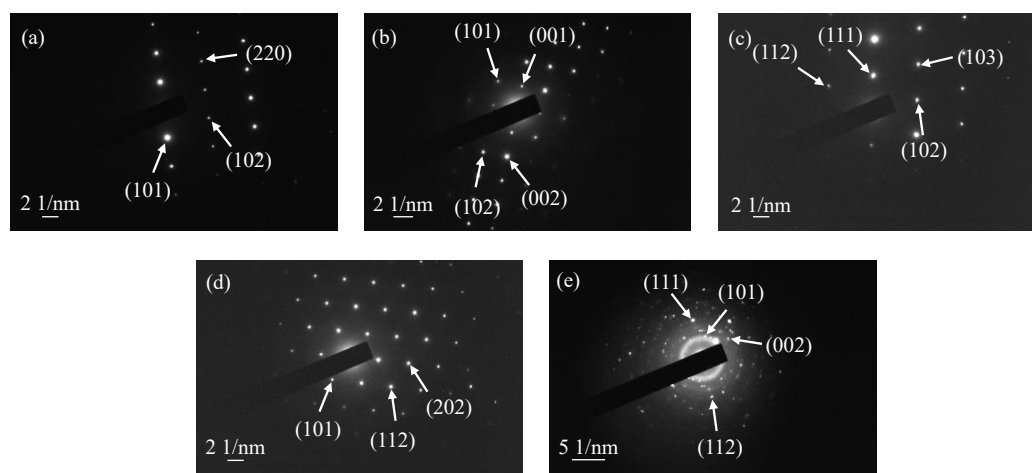 (a)
(220)
(102)
(101)
2 1/nm
(b)
(101)
(001)
(102)
(002)
2 1/nm
(c)
(112)
(111)
(103)
(102)
2 1/nm
(d)
(101)
(112)
(202)
2 1/nm
(e)
(111)
(101)
(002)
(112)
5 1/nm